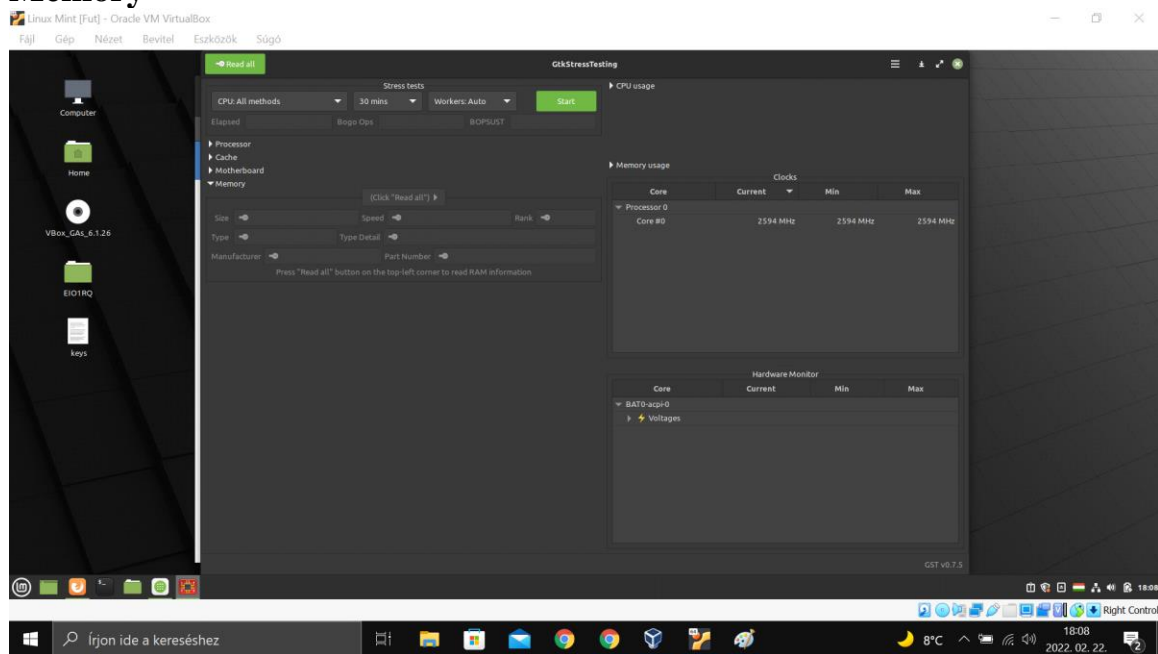 Memory
Linux Mint [Fut] - Oracle VM VirtualBox
Fájl Gép Nézet Bevitel Eszközök Súgó
Read all GtkStressTesting
Stress tests
CPU: All methods 30 mins Workers: Auto Start
Elapsed Bogo Ops BOPSUST
Processor
Cache
Motherboard
Memory
(Click "Read all")
Size Speed Rank
Type Type Detail
Manufacturer Part Number
Press "Read all" button on the top-left corner to read RAM information
CPU usage
Memory usage
Clocks
Core Current Min Max
Processor 0
Core #0 2594 MHz 2594 MHz 2594 MHz
Hardware Monitor
Core Current Min Max
BAT0-acpi-0
Voltages
GST v0.7.5
Computer
Home
VBox_GAs_6.1.26
EIO1RQ
keys
18:08
Right Control
Írjon ide a kereséshez
8°C
18:08
2022. 02. 22.
2